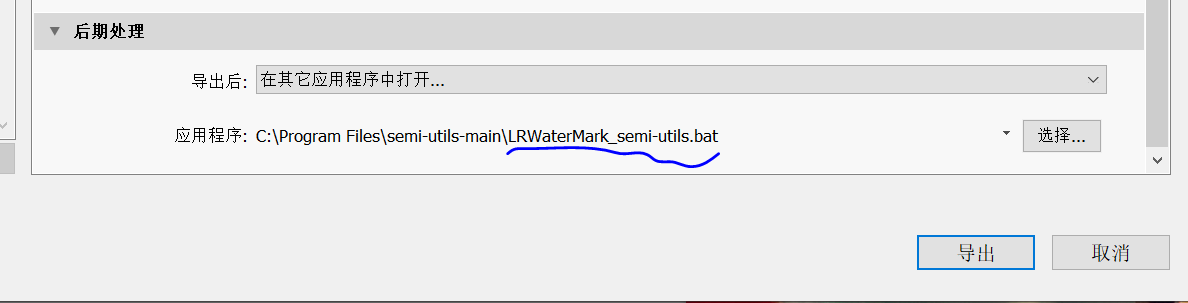 后期处理
导出后: 在其它应用程序中打开...
应用程序: C:\Program Files\semi-utils-main\LRWaterMark_semi-utils.bat 选择...
导出 取消